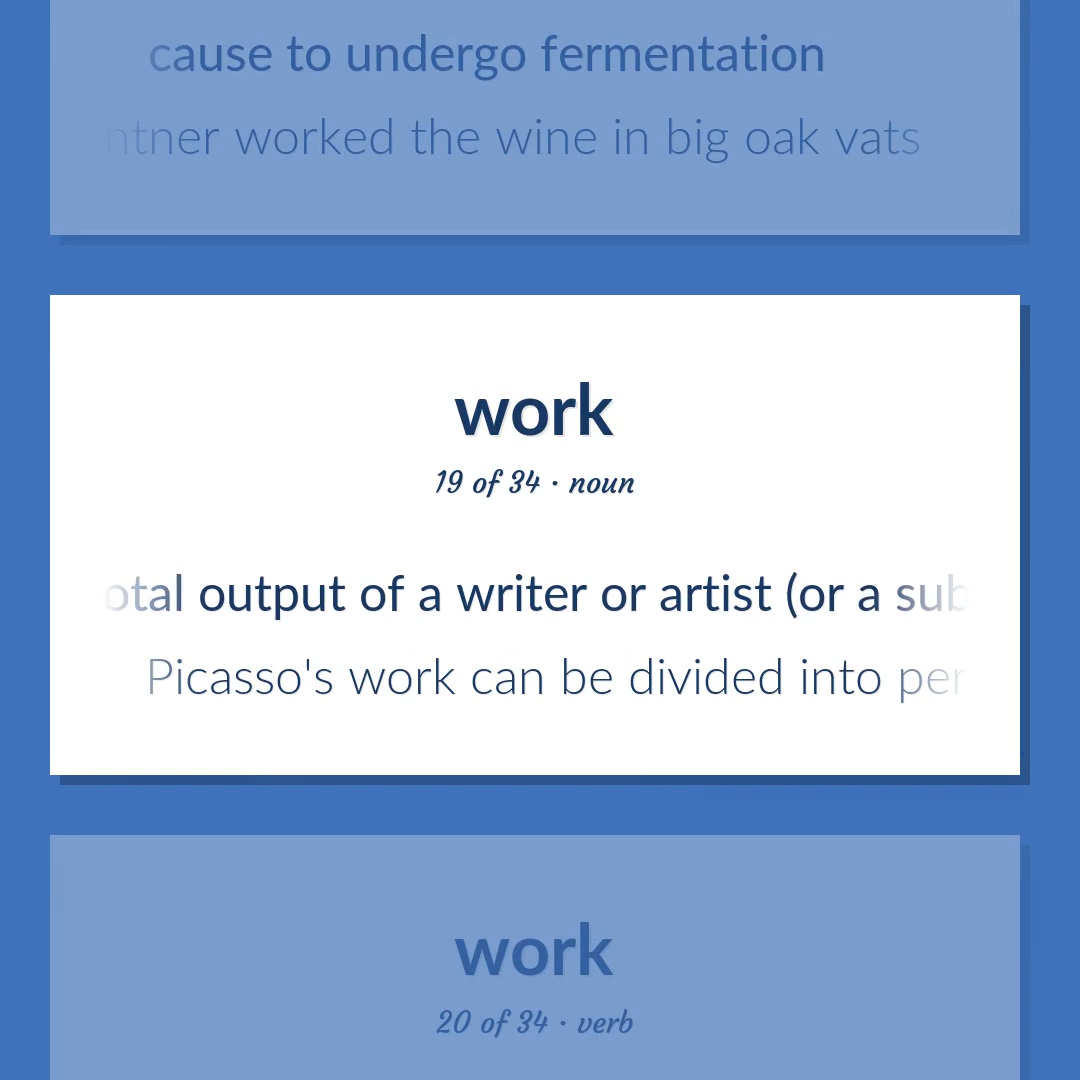 cause to undergo fermentation
ntner worked the wine in big oak vats
work
19 of 34 · noun
otal output of a writer or artist (or a sub
Picasso's work can be divided into per
work
20 of 34 · verb